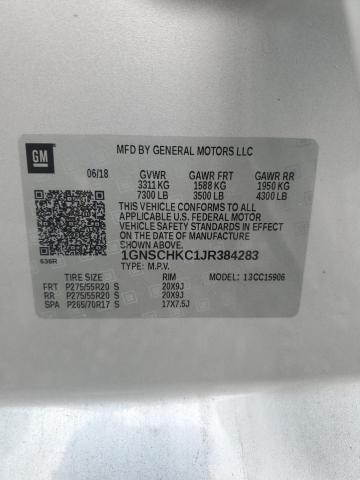 GM
MFD BY GENERAL MOTORS LLC
06/18 GVWR GAWR FRT GAWR RR
3311 KG 1588 KG 1950 KG
7300 LB 3500 LB 4300 LB
THIS VEHICLE CONFORMS TO ALL
APPLICABLE U.S. FEDERAL MOTOR
VEHICLE SAFETY STANDARDS IN EFFECT
ON THE DATE OF MANUFACTURE
SHOWN ABOVE.
1GNSCHKC1JR384283
636R TYPE: M.P.V.
TIRE SIZE RIM MODEL: 13CC15906
FRT P275/55R20 S 20X9J
RR P275/55R20 S 20X9J
SPA P265/70R17 S 17X7.5J